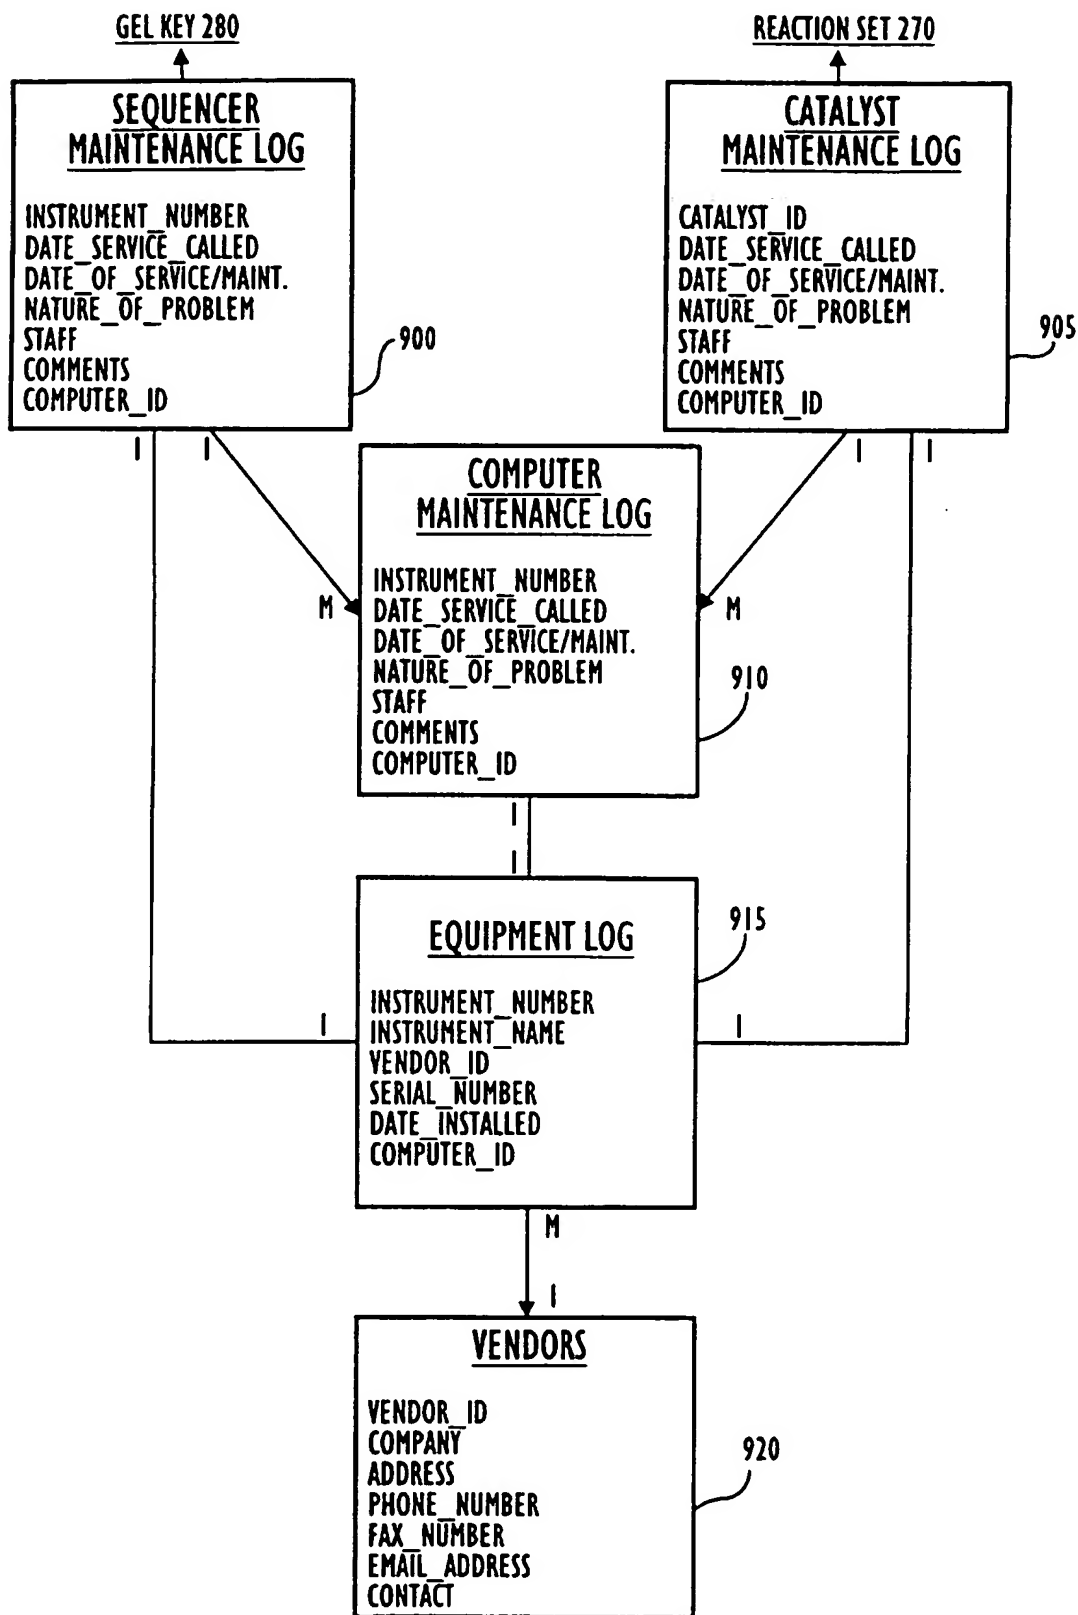 GEL KEY 280
REACTION SET 270
SEQUENCER
MAINTENANCE LOG
INSTRUMENT_NUMBER
DATE_SERVICE_CALLED
DATE_OF_SERVICE/MAINT.
NATURE_OF_PROBLEM
STAFF
COMMENTS
COMPUTER_ID
900
CATALYST
MAINTENANCE LOG
CATALYST_ID
DATE_SERVICE_CALLED
DATE_OF_SERVICE/MAINT.
NATURE_OF_PROBLEM
STAFF
COMMENTS
COMPUTER_ID
905
1 1
1 1
COMPUTER
MAINTENANCE LOG
INSTRUMENT_NUMBER
DATE_SERVICE_CALLED
DATE_OF_SERVICE/MAINT.
NATURE_OF_PROBLEM
STAFF
COMMENTS
COMPUTER_ID
M
M
910
1
1
EQUIPMENT LOG
INSTRUMENT_NUMBER
INSTRUMENT_NAME
VENDOR_ID
SERIAL_NUMBER
DATE_INSTALLED
COMPUTER_ID
915
1
1
M
1
VENDORS
VENDOR_ID
COMPANY
ADDRESS
PHONE_NUMBER
FAX_NUMBER
EMAIL_ADDRESS
CONTACT
920